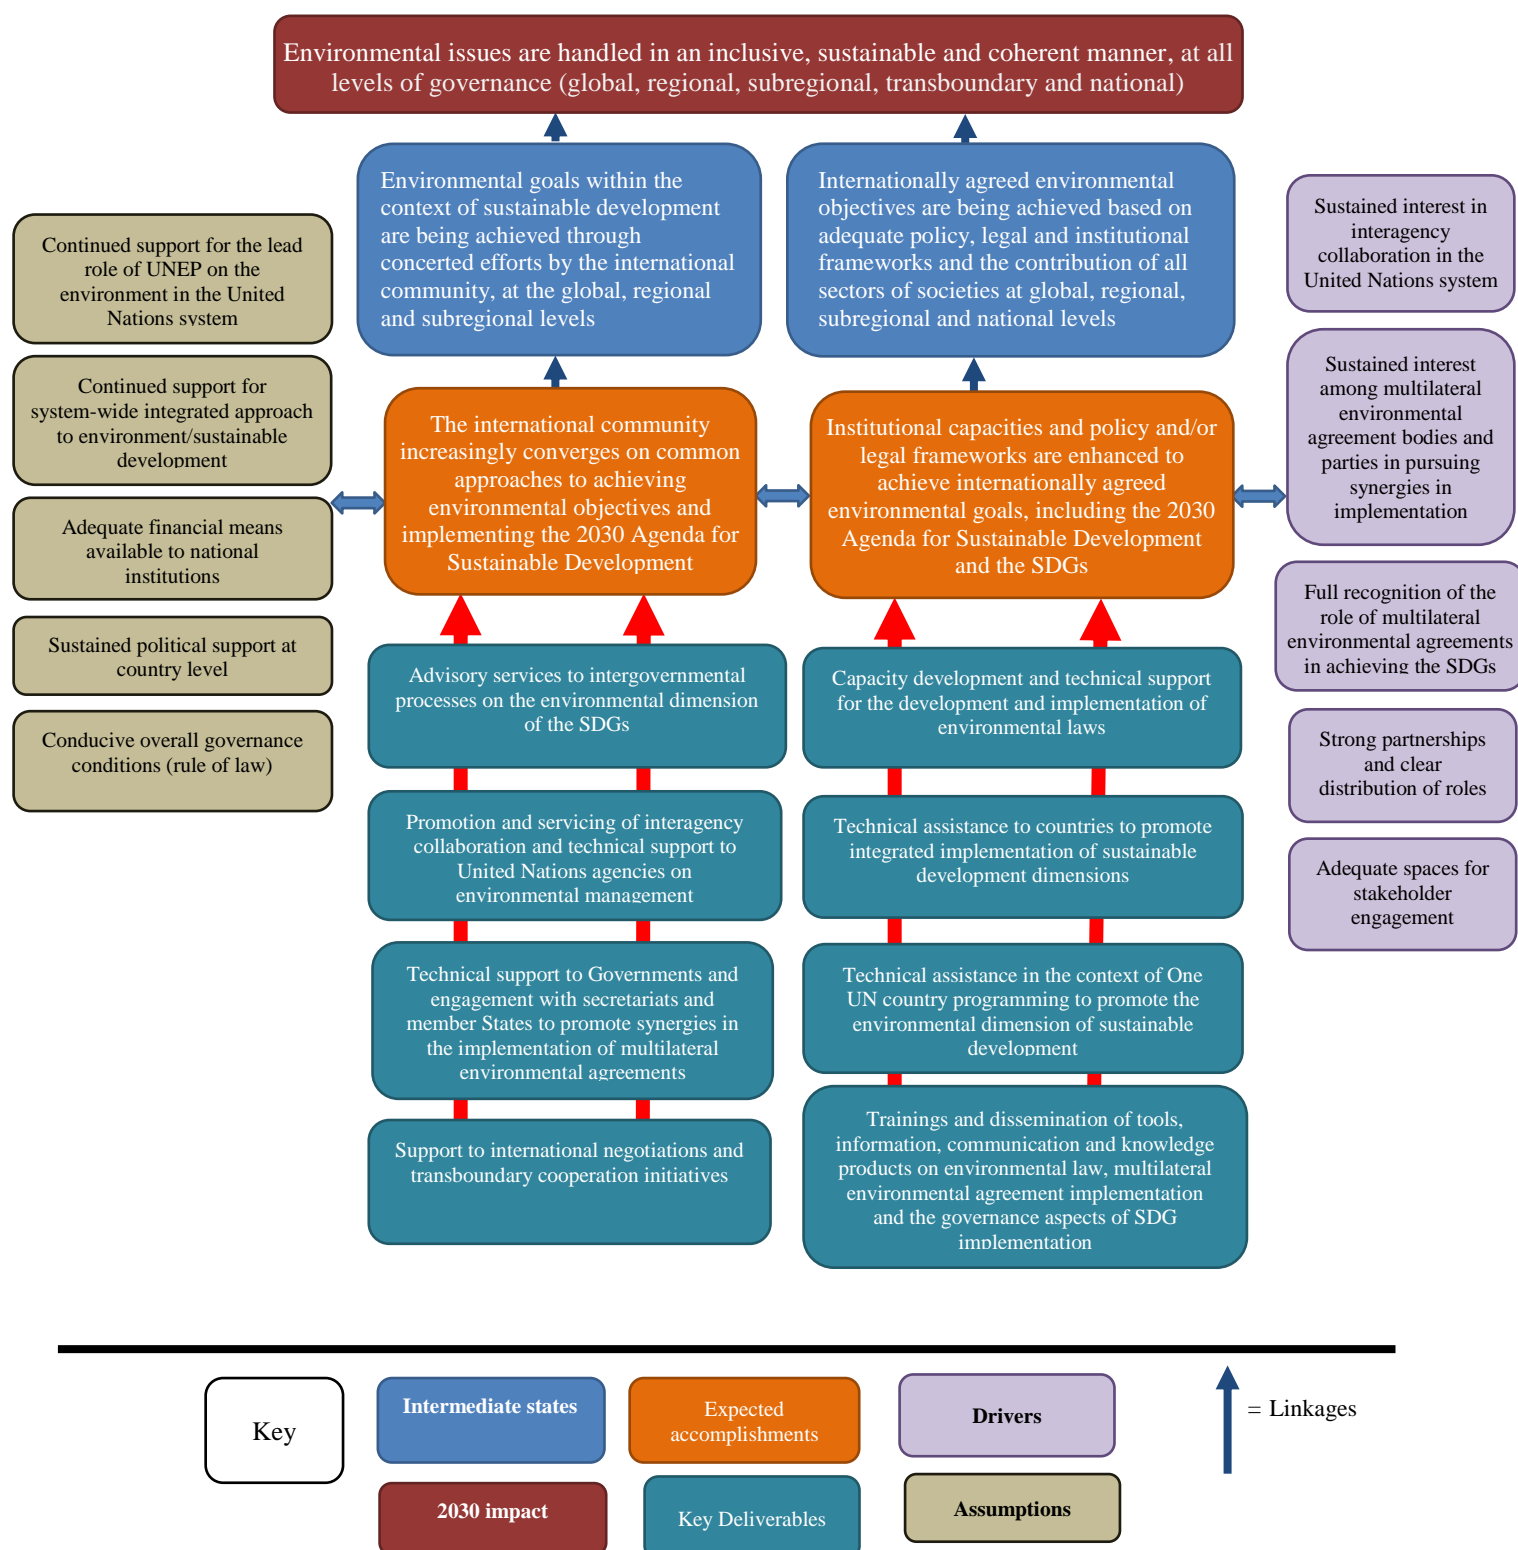 Environmental issues are handled in an inclusive, sustainable and coherent manner, at all
levels of governance (global, regional, subregional, transboundary and national)
Environmental goals within the
context of sustainable development
are being achieved through
concerted efforts by the international
community, at the global, regional
and subregional levels
Internationally agreed environmental
objectives are being achieved based on
adequate policy, legal and institutional
frameworks and the contribution of all
sectors of societies at global, regional,
subregional and national levels
Continued support for the lead
role of UNEP on the
environment in the United
Nations system
Continued support for
system-wide integrated approach
to environment/sustainable
development
Adequate financial means
available to national
institutions
Sustained political support at
country level
Conducive overall governance
conditions (rule of law)
The international community
increasingly converges on common
approaches to achieving
environmental objectives and
implementing the 2030 Agenda for
Sustainable Development
Institutional capacities and policy and/or
legal frameworks are enhanced to
achieve internationally agreed
environmental goals, including the 2030
Agenda for Sustainable Development
and the SDGs
Sustained interest in
interagency
collaboration in the
United Nations system
Sustained interest
among multilateral
environmental
agreement bodies and
parties in pursuing
synergies in
implementation
Full recognition of the
role of multilateral
environmental agreements
in achieving the SDGs
Strong partnerships
and clear
distribution of roles
Adequate spaces for
stakeholder
engagement
Advisory services to intergovernmental
processes on the environmental dimension
of the SDGs
Promotion and servicing of interagency
collaboration and technical support to
United Nations agencies on
environmental management
Technical support to Governments and
engagement with secretariats and
member States to promote synergies in
the implementation of multilateral
environmental agreements
Support to international negotiations and
transboundary cooperation initiatives
Capacity development and technical support
for the development and implementation of
environmental laws
Technical assistance to countries to promote
integrated implementation of sustainable
development dimensions
Technical assistance in the context of One
UN country programming to promote the
environmental dimension of sustainable
development
Trainings and dissemination of tools,
information, communication and knowledge
products on environmental law, multilateral
environmental agreement implementation
and the governance aspects of SDG
implementation
Key
Intermediate states
Expected
accomplishments
Drivers
= Linkages
2030 impact
Key Deliverables
Assumptions